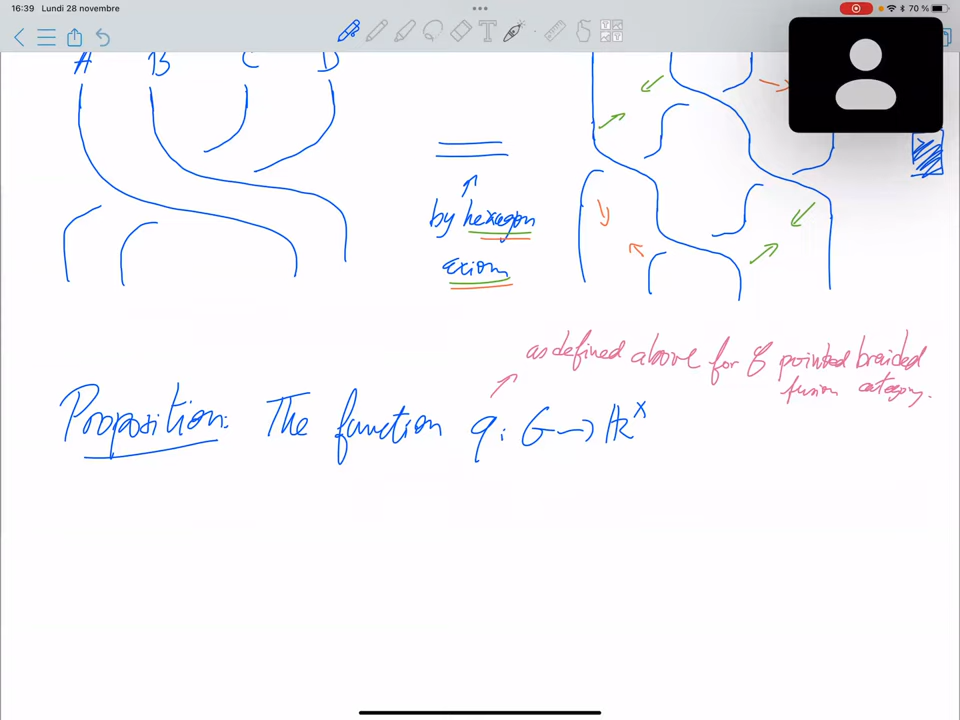 16:39 Lundi 28 novembre
70 %
A B C D
by hexagon
axiom
as defined above for 𝒞 pointed braided
fusion category.
Proposition: The function q: G → k^×